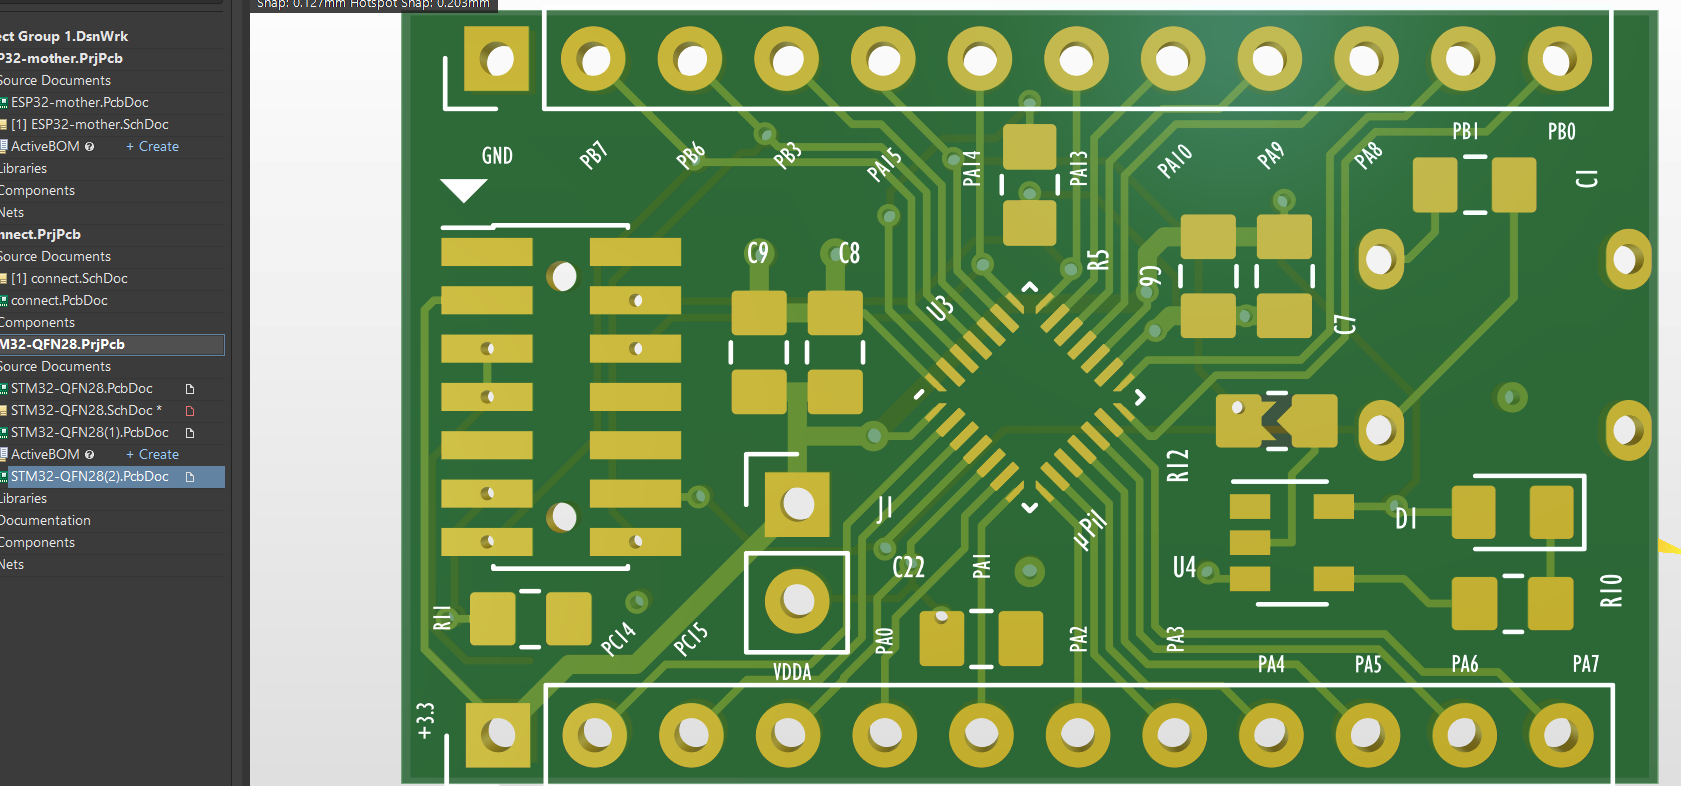 Snap: 0.127mm Hotspot Snap: 0.203mm
ect Group 1.DsnWrk
P32-mother.PrjPcb
Source Documents
ESP32-mother.PcbDoc
[1] ESP32-mother.SchDoc
ActiveBOM + Create
Libraries
Components
Nets
nnect.PrjPcb
Source Documents
[1] connect.SchDoc
connect.PcbDoc
Components
M32-QFN28.PrjPcb
Source Documents
STM32-QFN28.PcbDoc
STM32-QFN28.SchDoc *
STM32-QFN28(1).PcbDoc
ActiveBOM + Create
STM32-QFN28(2).PcbDoc
Libraries
Documentation
Components
Nets
GND
PB7
PB6
PB3
PA15
PA14
PA13
PA10
PA9
PA8
PB1
PB0
C1
C9
C8
R5
C6
U3
C7
R12
J1
µPi1
D1
C22
PA1
U4
R10
R11
PC14
PC15
VDDA
PA0
PA2
PA3
PA4
PA5
PA6
PA7
+3.3